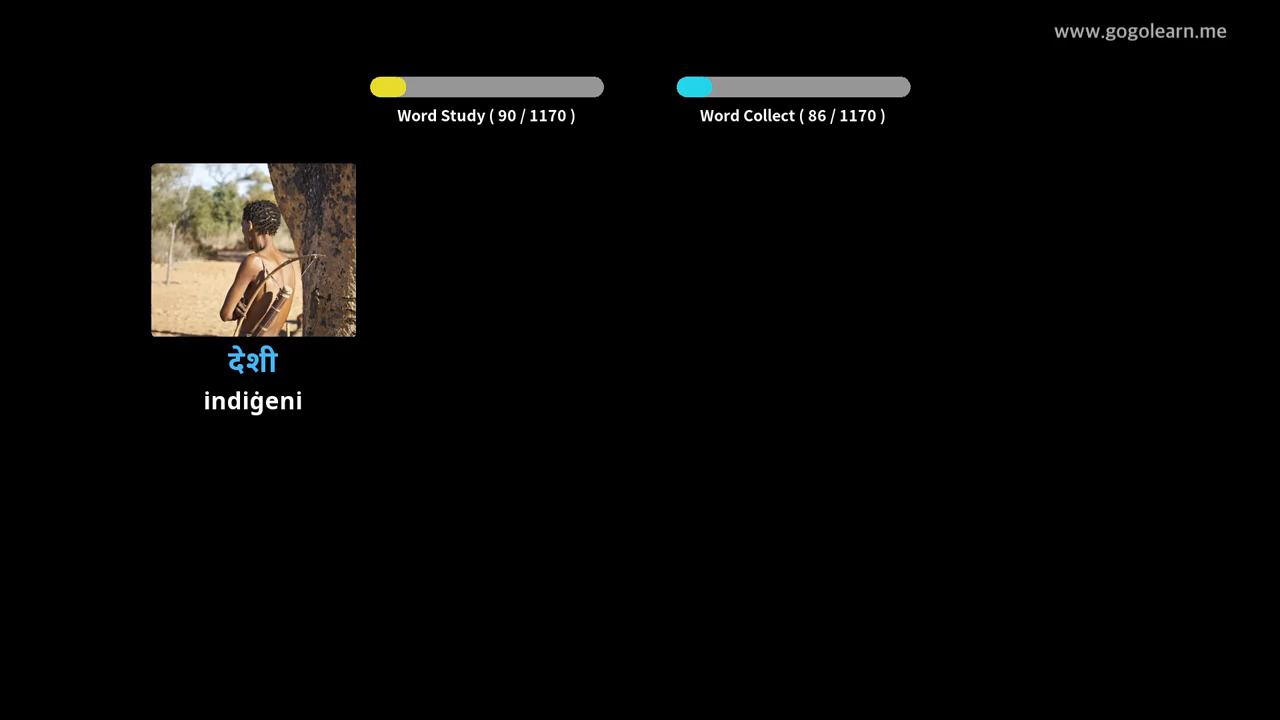 www.gogolearn.me
Word Study ( 90 / 1170 )
Word Collect ( 86 / 1170 )
देशी
indiġeni